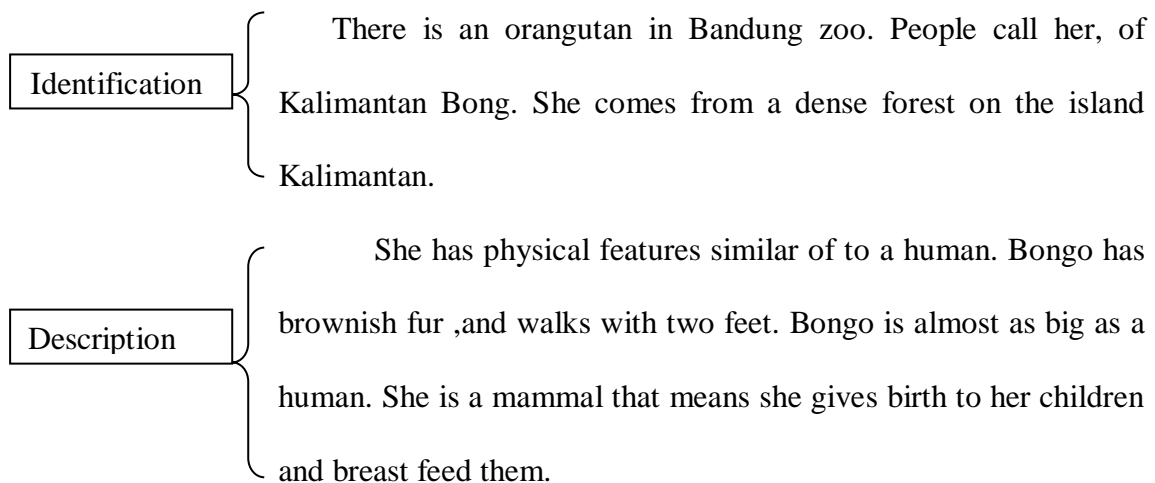 There is an orangutan in Bandung zoo. People call her, of
Identification
Kalimantan Bong. She comes from a dense forest on the island
Kalimantan.
She has physical features similar of to a human. Bongo has
brownish fur ,and walks with two feet. Bongo is almost as big as a
Description
human. She is a mammal that means she gives birth to her children
and breast feed them.